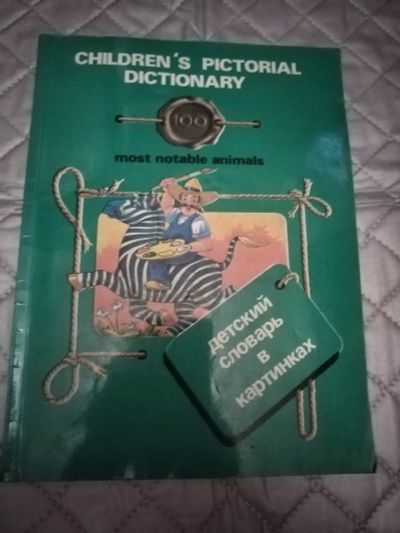 CHILDREN'S PICTORIAL
DICTIONARY
100
most notable animals
детский
словарь
в
картинках